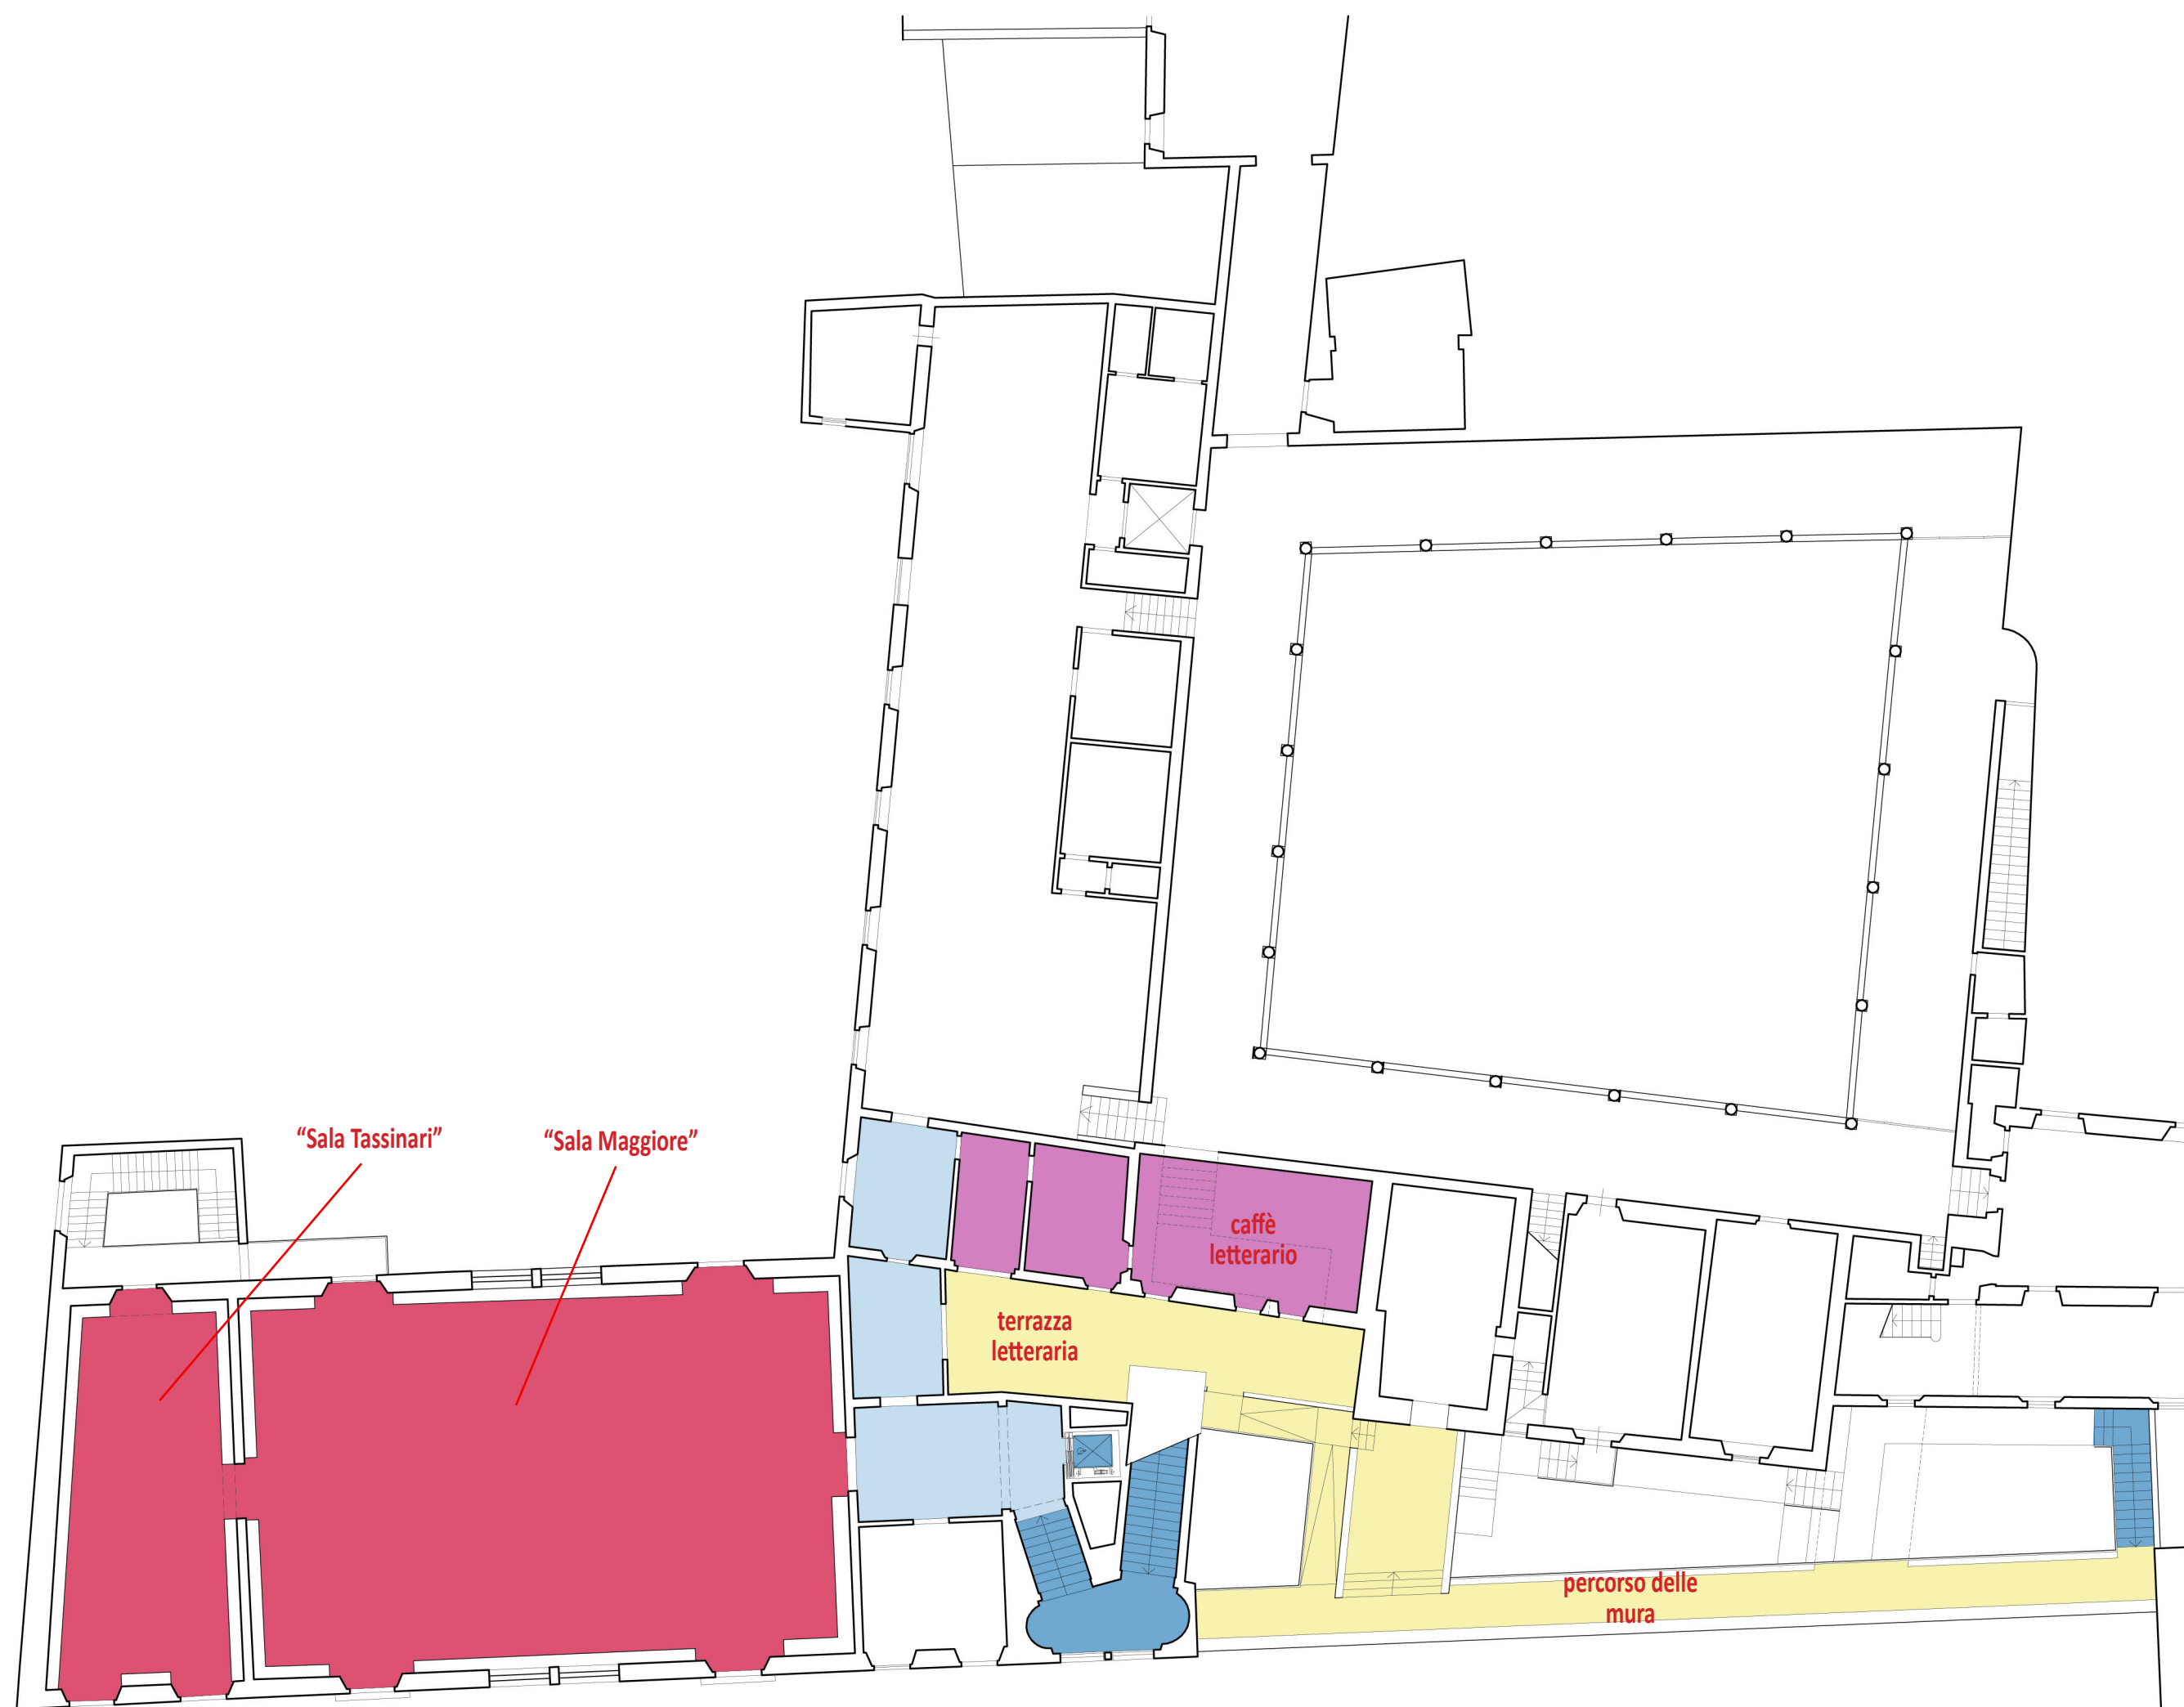 “Sala Tassinari”
“Sala Maggiore”
caffè
letterario
terrazza
letteraria
percorso delle
mura